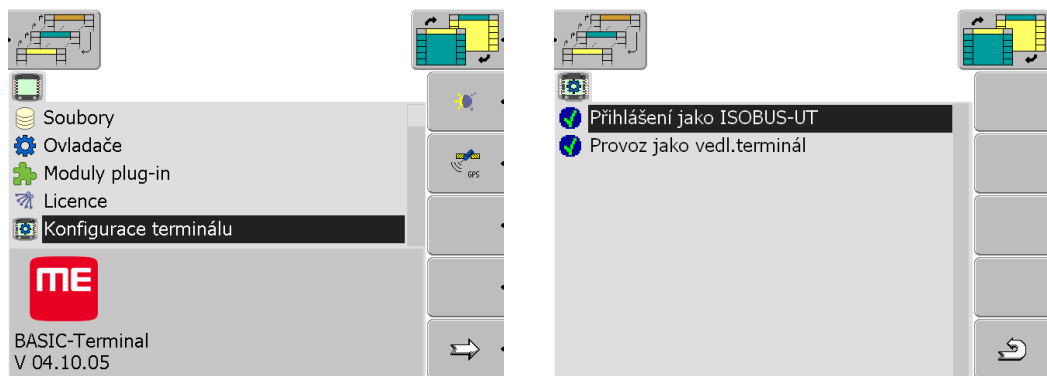 GPS
Soubory
Ovladače
Moduly plug-in
Licence
Konfigurace terminálu
ME
BASIC-Terminal
V 04.10.05
Přihlášení jako ISOBUS-UT
Provoz jako vedl.terminál